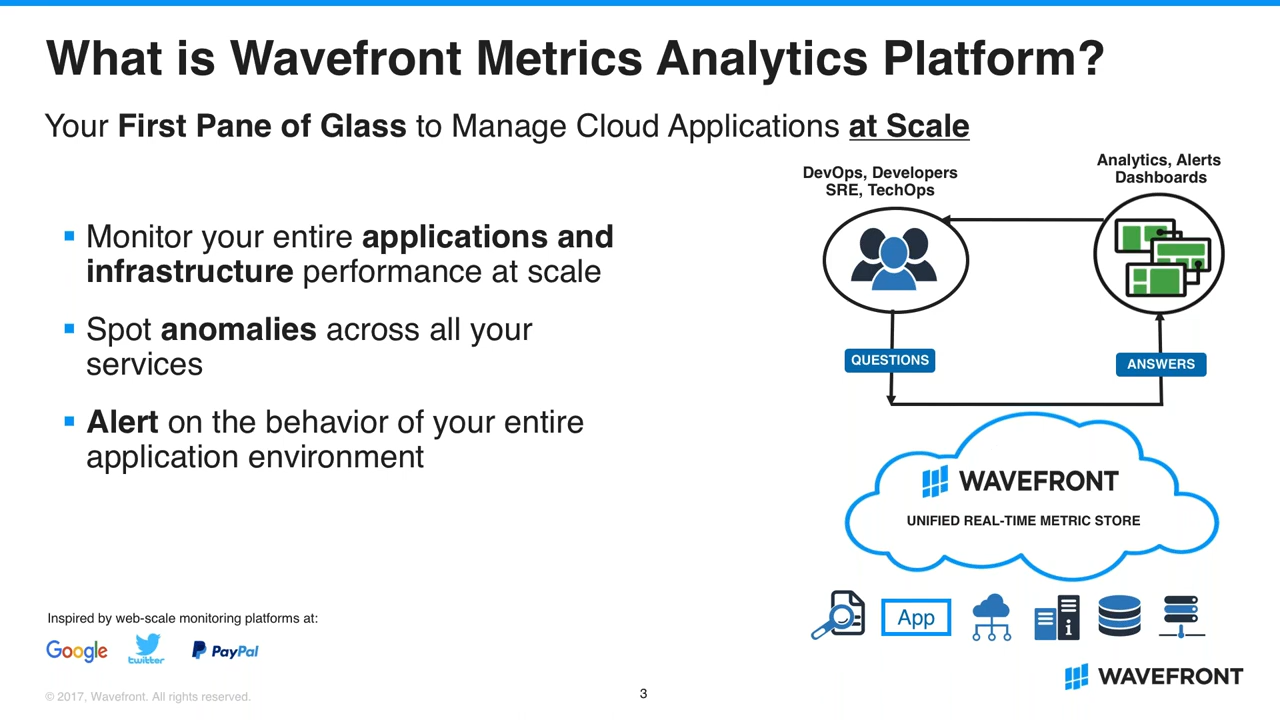 What is Wavefront Metrics Analytics Platform?
Your First Pane of Glass to Manage Cloud Applications at Scale
▪ Monitor your entire applications and
infrastructure performance at scale
▪ Spot anomalies across all your
services
▪ Alert on the behavior of your entire
application environment
DevOps, Developers
SRE, TechOps
Analytics, Alerts
Dashboards
QUESTIONS
ANSWERS
WAVEFRONT
UNIFIED REAL-TIME METRIC STORE
App
i
Inspired by web-scale monitoring platforms at:
Google
twitter
PayPal
WAVEFRONT
© 2017, Wavefront. All rights reserved.
3